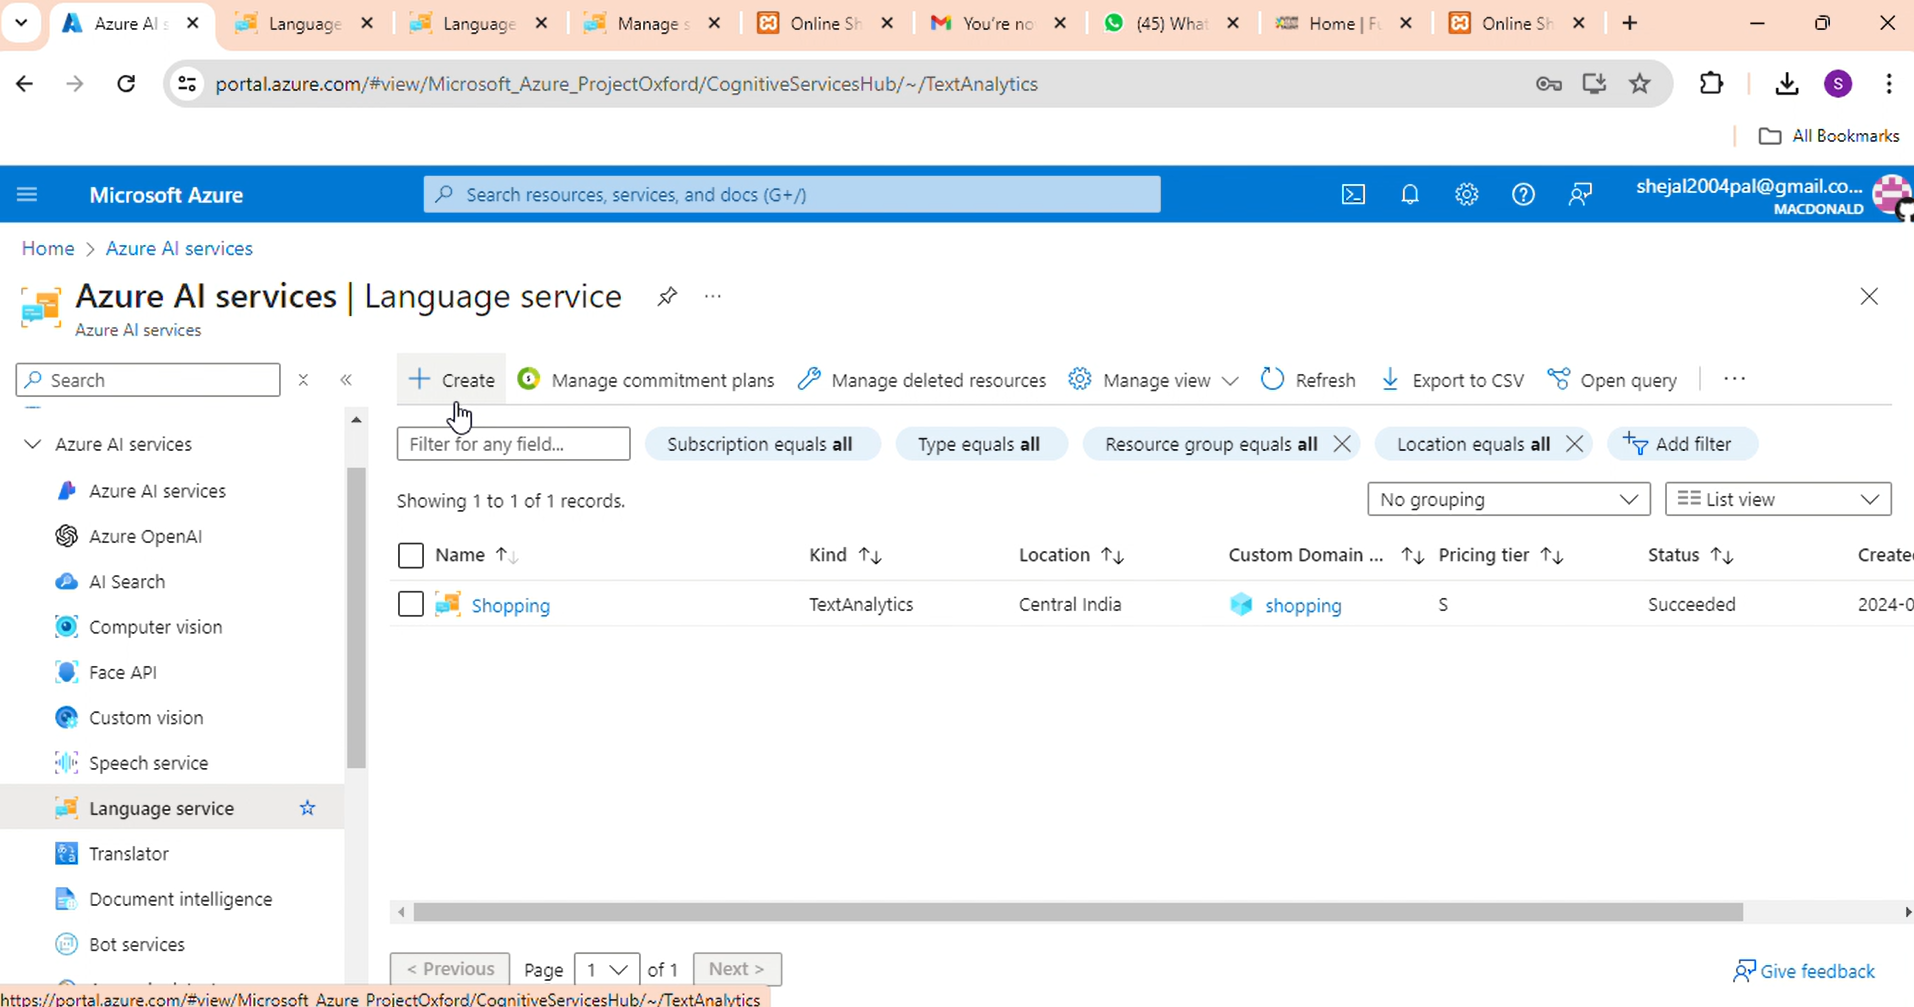 Azure AI s
Language
Language
Manage s
Online Sh
You're no
(45) What
Home | Fu
Online Sh
portal.azure.com/#view/Microsoft_Azure_ProjectOxford/CognitiveServicesHub/~/TextAnalytics
S
All Bookmarks
Microsoft Azure
Search resources, services, and docs (G+/)
shejal2004pal@gmail.co...
MACDONALD
Home > Azure AI services
Azure AI services | Language service
Azure AI services
Search
Create
Manage commitment plans
Manage deleted resources
Manage view
Refresh
Export to CSV
Open query
Azure AI services
Azure AI services
Azure OpenAI
AI Search
Computer vision
Face API
Custom vision
Speech service
Language service
Translator
Document intelligence
Bot services
Filter for any field...
Subscription equals all
Type equals all
Resource group equals all
Location equals all
Add filter
Showing 1 to 1 of 1 records.
No grouping
List view
Name
Kind
Location
Custom Domain ...
Pricing tier
Status
Create
Shopping
TextAnalytics
Central India
shopping
S
Succeeded
2024-0
< Previous
Page
1
of 1
Next >
Give feedback
https://portal.azure.com/#view/Microsoft_Azure_ProjectOxford/CognitiveServicesHub/~/TextAnalytics